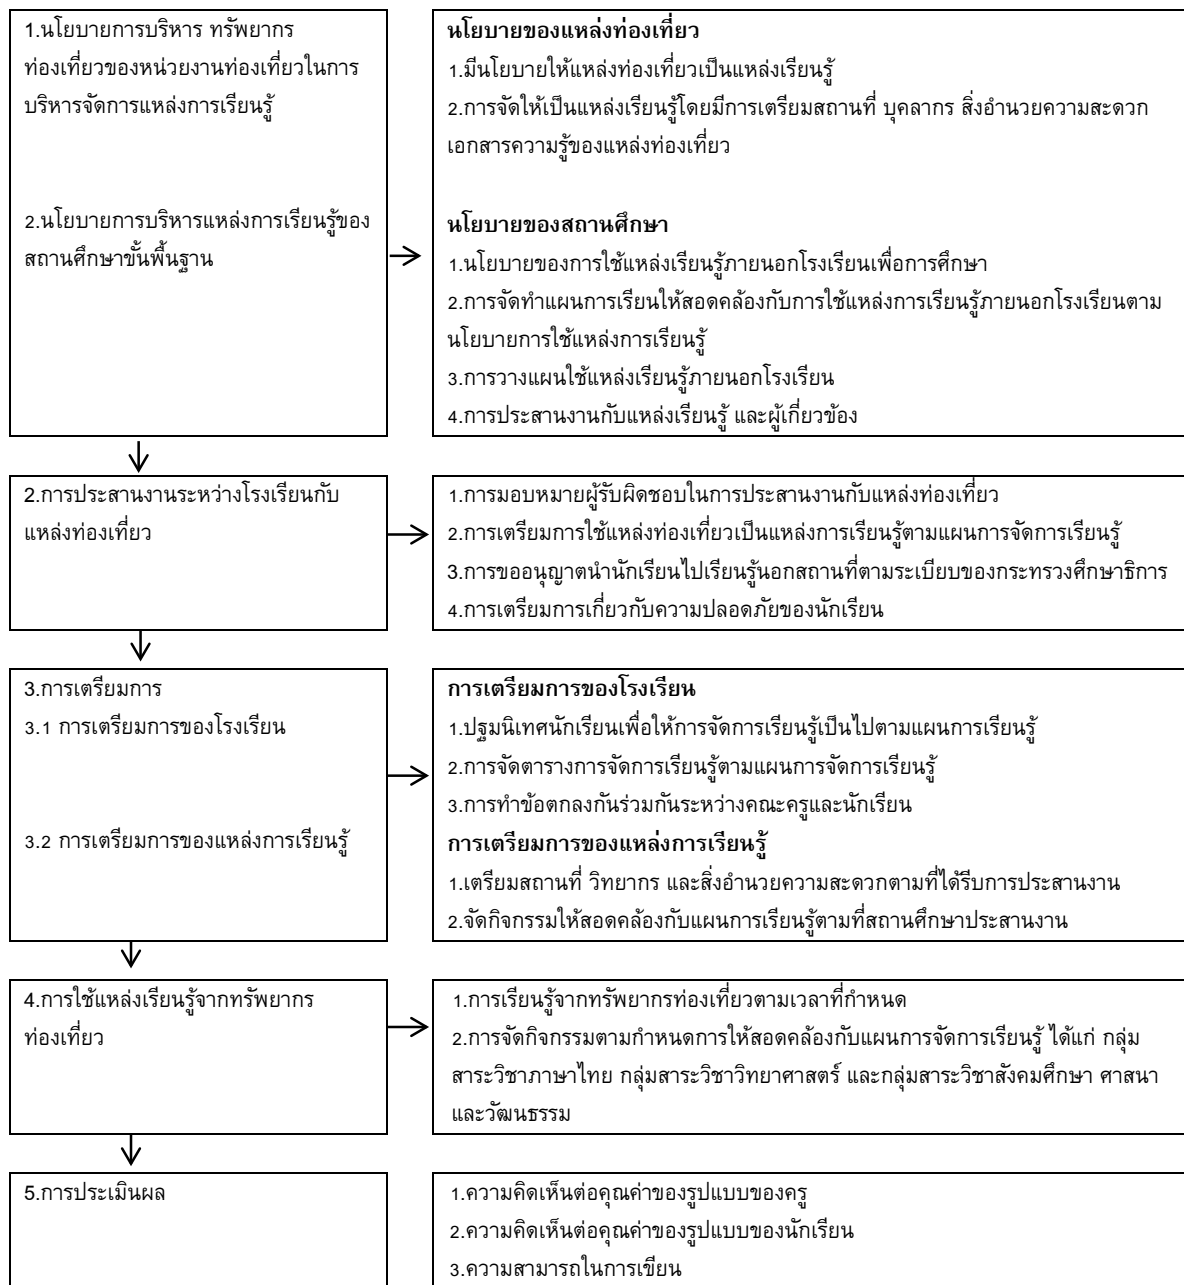 1.นโยบายการบริหาร ทรัพยากร
ท่องเที่ยวของหน่วยงานท่องเที่ยวในการ
บริหารจัดการแหล่งการเรียนรู้
2.นโยบายการบริหารแหล่งการเรียนรู้ของ
สถานศึกษาขั้นพื้นฐาน
นโยบายของแหล่งท่องเที่ยว
1.มีนโยบายให้แหล่งท่องเที่ยวเป็นแหล่งเรียนรู้
2.การจัดให้เป็นแหล่งเรียนรู้โดยมีการเตรียมสถานที่ บุคลากร สิ่งอำนวยความสะดวก
เอกสารความรู้ของแหล่งท่องเที่ยว
นโยบายของสถานศึกษา
1.นโยบายของการใช้แหล่งเรียนรู้ภายนอกโรงเรียนเพื่อการศึกษา
2.การจัดทำแผนการเรียนให้สอดคล้องกับการใช้แหล่งการเรียนรู้ภายนอกโรงเรียนตาม
นโยบายการใช้แหล่งการเรียนรู้
3.การวางแผนใช้แหล่งเรียนรู้ภายนอกโรงเรียน
4.การประสานงานกับแหล่งเรียนรู้ และผู้เกี่ยวข้อง
2.การประสานงานระหว่างโรงเรียนกับ
แหล่งท่องเที่ยว
1.การมอบหมายผู้รับผิดชอบในการประสานงานกับแหล่งท่องเที่ยว
2.การเตรียมการใช้แหล่งท่องเที่ยวเป็นแหล่งการเรียนรู้ตามแผนการจัดการเรียนรู้
3.การขออนุญาตนำนักเรียนไปเรียนรู้นอกสถานที่ตามระเบียบของกระทรวงศึกษาธิการ
4.การเตรียมการเกี่ยวกับความปลอดภัยของนักเรียน
3.การเตรียมการ
3.1 การเตรียมการของโรงเรียน
3.2 การเตรียมการของแหล่งการเรียนรู้
การเตรียมการของโรงเรียน
1.ปฐมนิเทศนักเรียนเพื่อให้การจัดการเรียนรู้เป็นไปตามแผนการเรียนรู้
2.การจัดตารางการจัดการเรียนรู้ตามแผนการจัดการเรียนรู้
3.การทำข้อตกลงกันร่วมกันระหว่างคณะครูและนักเรียน
การเตรียมการของแหล่งการเรียนรู้
1.เตรียมสถานที่ วิทยากร และสิ่งอำนวยความสะดวกตามที่ได้รีบการประสานงาน
2.จัดกิจกรรมให้สอดคล้องกับแผนการเรียนรู้ตามที่สถานศึกษาประสานงาน
4.การใช้แหล่งเรียนรู้จากทรัพยากร
ท่องเที่ยว
1.การเรียนรู้จากทรัพยากรท่องเที่ยวตามเวลาที่กำหนด
2.การจัดกิจกรรมตามกำหนดการให้สอดคล้องกับแผนการจัดการเรียนรู้ ได้แก่ กลุ่ม
สาระวิชาภาษาไทย กลุ่มสาระวิชาวิทยาศาสตร์ และกลุ่มสาระวิชาสังคมศึกษา ศาสนา
และวัฒนธรรม
5.การประเมินผล
1.ความคิดเห็นต่อคุณค่าของรูปแบบของครู
2.ความคิดเห็นต่อคุณค่าของรูปแบบของนักเรียน
3.ความสามารถในการเขียน